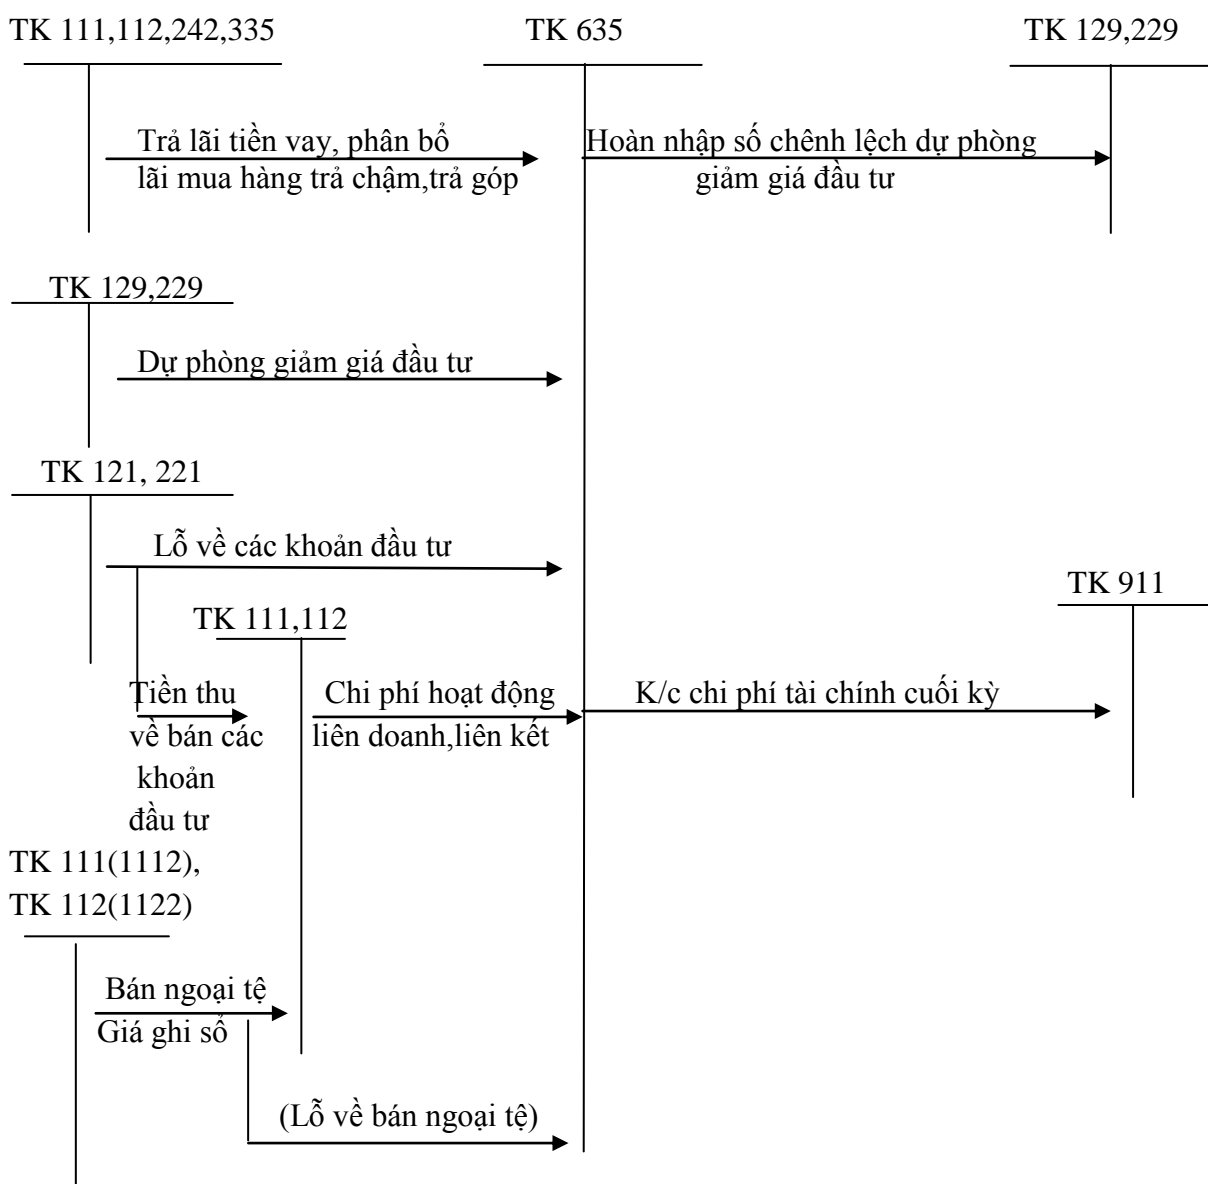 TK 111,112,242,335
TK 635
TK 129,229
Trả lãi tiền vay, phân bổ
lãi mua hàng trả chậm,trả góp
Hoàn nhập số chênh lệch dự phòng
giảm giá đầu tư
TK 129,229
Dự phòng giảm giá đầu tư
TK 121, 221
Lỗ về các khoản đầu tư
TK 911
TK 111,112
Tiền thu
về bán các
khoản
đầu tư
Chi phí hoạt động
liên doanh,liên kết
K/c chi phí tài chính cuối kỳ
TK 111(1112),
TK 112(1122)
Bán ngoại tệ
Giá ghi sổ
(Lỗ về bán ngoại tệ)